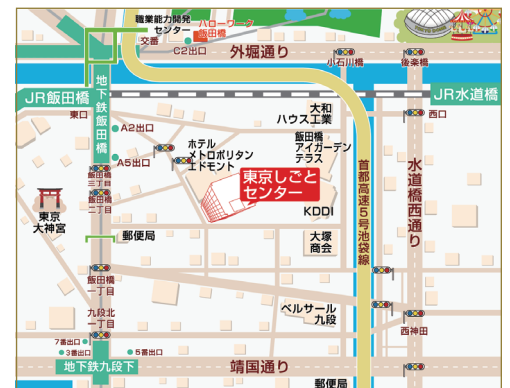 職業能力開発
センター
ハローワーク
飯田橋
交番
C2出口
外堀通り
小石川橋
後楽橋
JR飯田橋
地下鉄飯田橋
JR水道橋
東口
西口
A2出口
大和
ハウス工業
ホテル
メトロポリタン
エドモント
飯田橋
アイガーデン
テラス
A5出口
飯田橋
三丁目
東京しごと
センター
首都高速5号池袋線
水道橋西通り
飯田橋
二丁目
東京
大神宮
KDDI
郵便局
大塚
商会
飯田橋
一丁目
ベルサール
九段
九段北
一丁目
西神田
7番出口
3番出口
5番出口
地下鉄九段下
靖国通り
郵便局